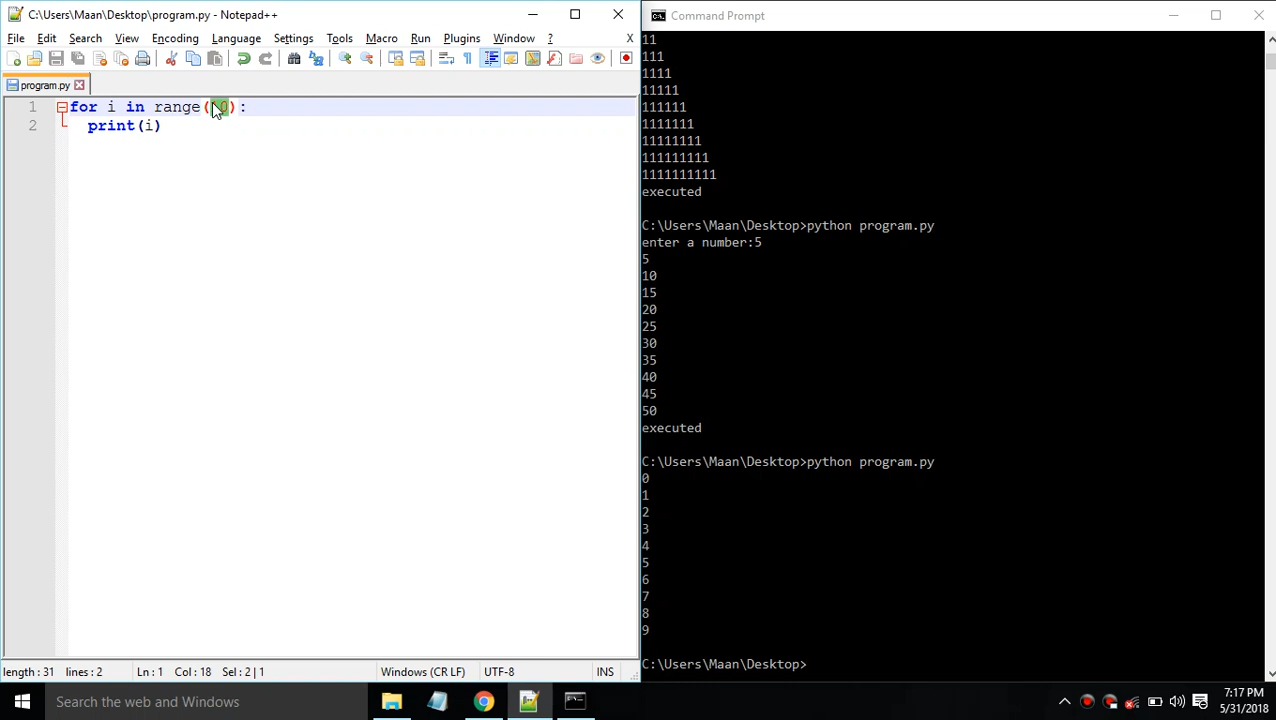 C:\Users\Maan\Desktop\program.py - Notepad++
File Edit Search View Encoding Language Settings Tools Macro Run Plugins Window ? X
program.py
1 for i in range( ):
2 print(i)
length : 31 lines : 2 Ln : 1 Col : 18 Sel : 2 | 1 Windows (CR LF) UTF-8 INS
Command Prompt
11
111
1111
11111
111111
1111111
11111111
111111111
1111111111
executed
C:\Users\Maan\Desktop>python program.py
enter a number:5
5
10
15
20
25
30
35
40
45
50
executed
C:\Users\Maan\Desktop>python program.py
0
1
2
3
4
5
6
7
8
9
C:\Users\Maan\Desktop>
Search the web and Windows
7:17 PM
5/31/2018